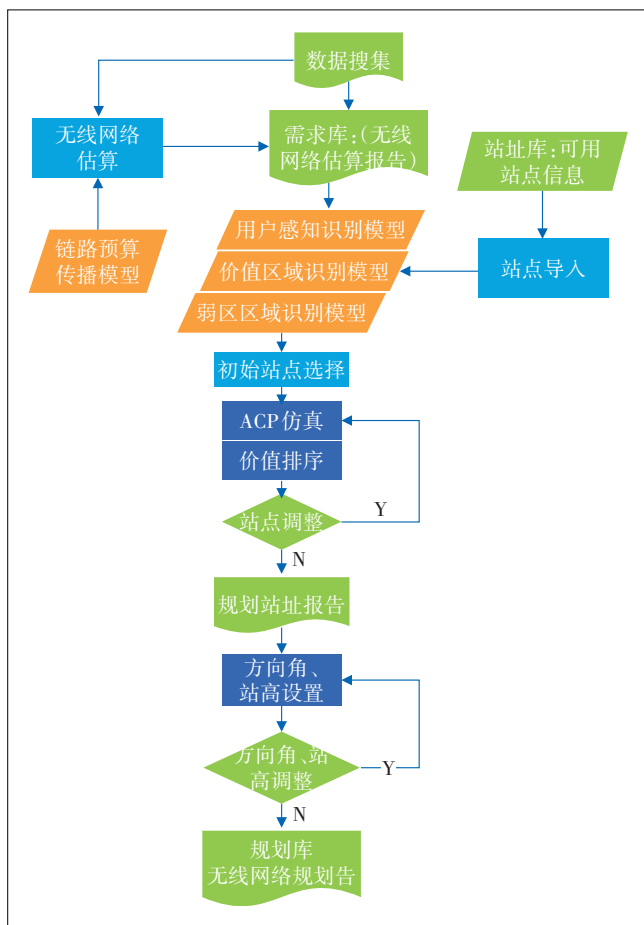 数据搜集
无线网络
估算
需求库:(无线
网络估算报告)
站址库:可用
站点信息
链路预算
传播模型
用户感知识别模型
价值区域识别模型
弱区区域识别模型
站点导入
初始站点选择
ACP仿真
价值排序
站点调整
Y
N
规划站址报告
方向角、
站高设置
方向角、站
高调整
Y
N
规划库
无线网络规划告